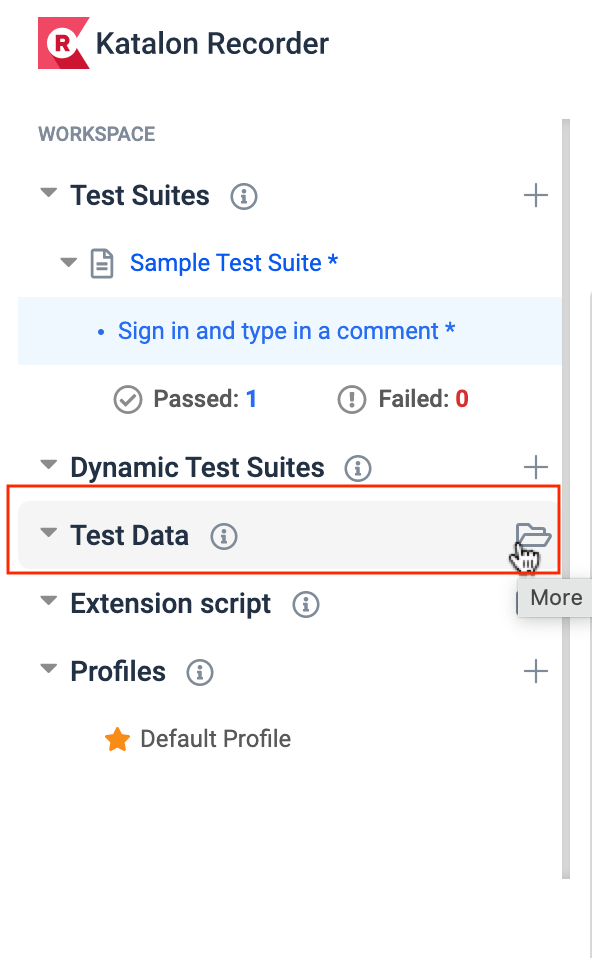 R Katalon Recorder
WORKSPACE
Test Suites
Sample Test Suite *
• Sign in and type in a comment *
Passed: 1 Failed: 0
Dynamic Test Suites
Test Data
Extension script
More
Profiles
Default Profile